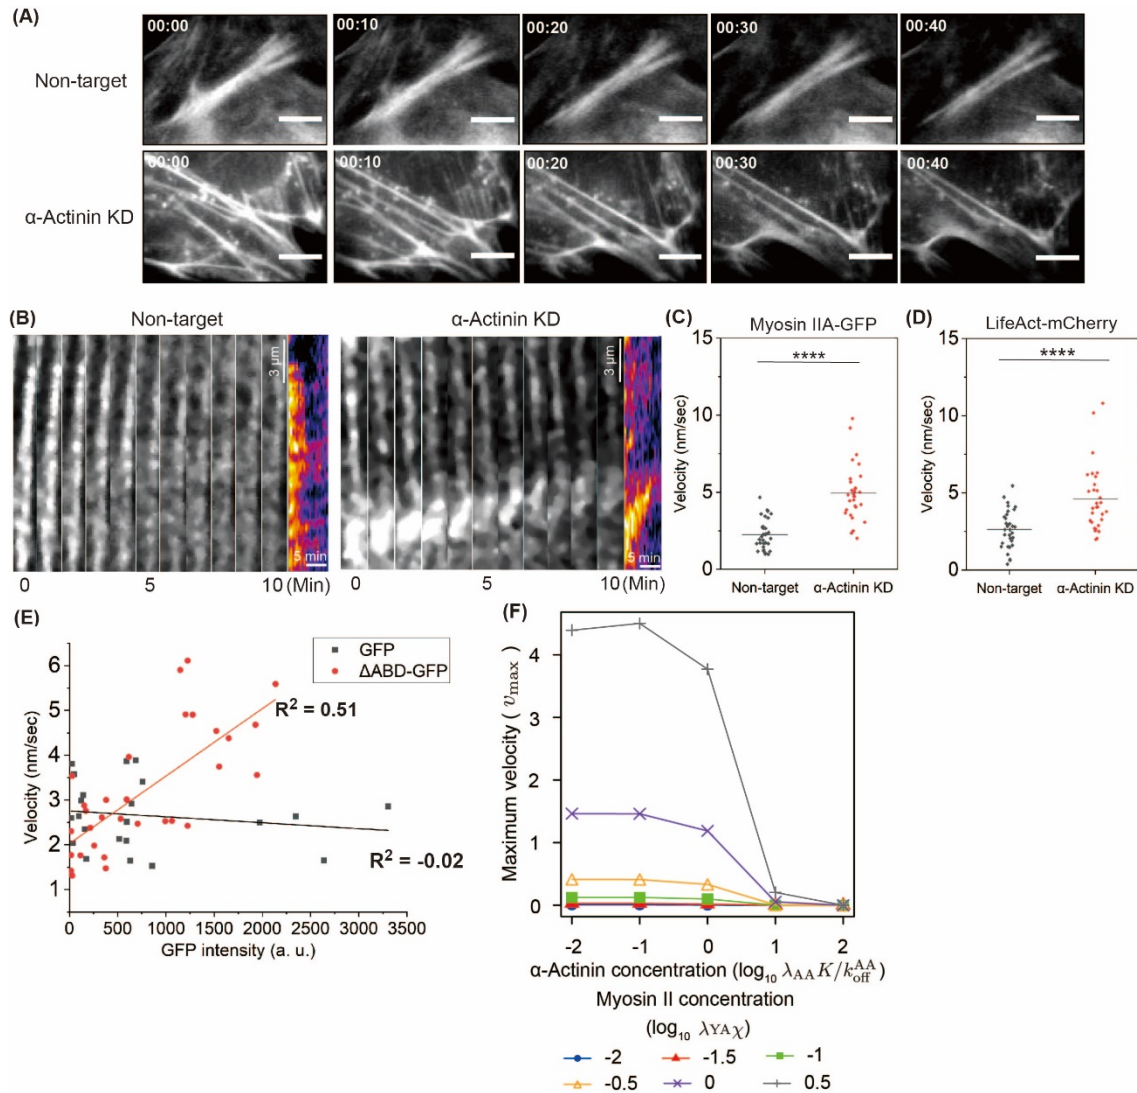 (A)
Non-target
00:00
00:10
00:20
00:30
00:40
α-Actinin KD
00:00
00:10
00:20
00:30
00:40
(B)
Non-target
α-Actinin KD
3 μm
5 min
3 μm
5 min
0 5 10 (Min)
0 5 10 (Min)
(C)
Myosin IIA-GFP
****
Velocity (nm/sec)
15
10
5
0
Non-target α-Actinin KD
(D)
LifeAct-mCherry
****
Velocity (nm/sec)
15
10
5
0
Non-target α-Actinin KD
(E)
GFP
ΔABD-GFP
R² = 0.51
R² = -0.02
Velocity (nm/sec)
6
5
4
3
2
1
0 500 1000 1500 2000 2500 3000 3500
GFP intensity (a. u.)
(F)
Maximum velocity ( v_max )
4
3
2
1
0
-2 -1 0 1 2
α-Actinin concentration (log₁₀ λ_AA K/k_off^AA)
Myosin II concentration
(log₁₀ λ_YA χ)
-2 -1.5 -1
-0.5 0 0.5